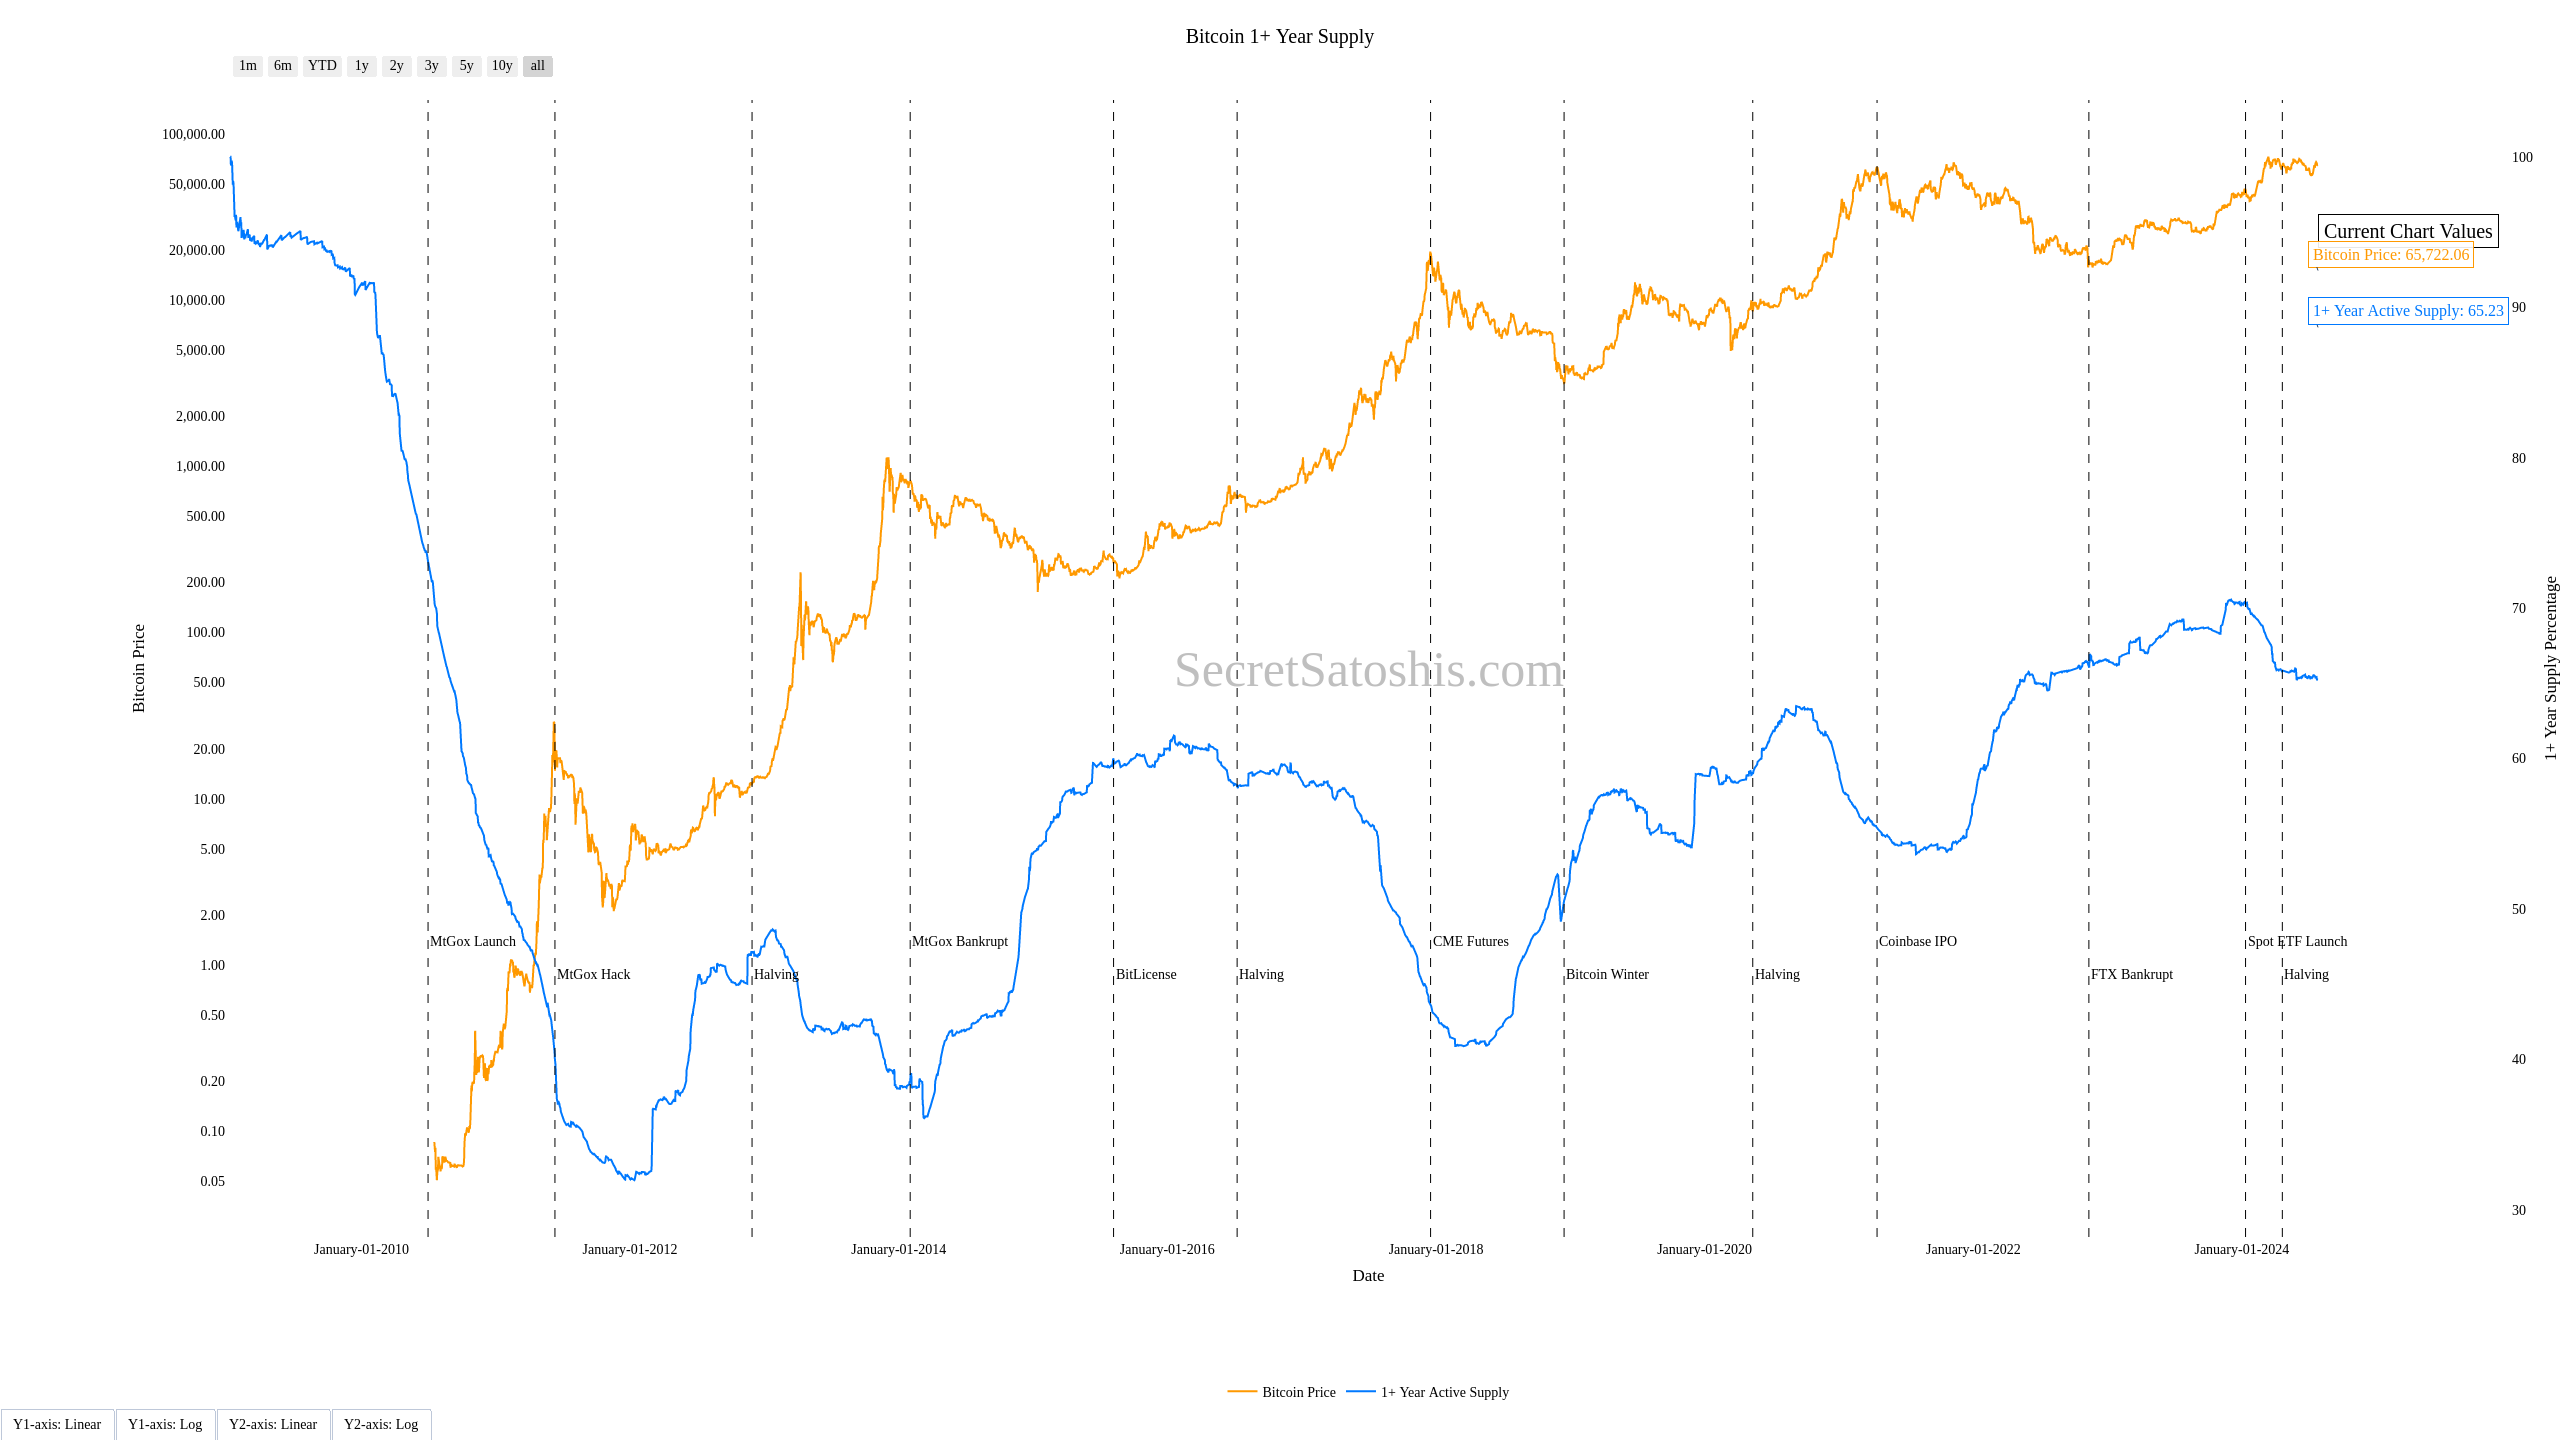 Bitcoin 1+ Year Supply
1m 6m YTD 1y 2y 3y 5y 10y all
100,000.00
50,000.00
20,000.00
10,000.00
5,000.00
2,000.00
1,000.00
500.00
200.00
100.00
50.00
20.00
10.00
5.00
2.00
1.00
0.50
0.20
0.10
0.05
Bitcoin Price
100
90
80
70
60
50
40
30
1+ Year Supply Percentage
Current Chart Values
Bitcoin Price: 65,722.06
1+ Year Active Supply: 65.23
SecretSatoshis.com
MtGox Launch
MtGox Hack
Halving
MtGox Bankrupt
BitLicense
Halving
CME Futures
Bitcoin Winter
Halving
Coinbase IPO
FTX Bankrupt
Spot ETF Launch
Halving
January-01-2010
January-01-2012
January-01-2014
January-01-2016
January-01-2018
January-01-2020
January-01-2022
January-01-2024
Date
Bitcoin Price
1+ Year Active Supply
Y1-axis: Linear
Y1-axis: Log
Y2-axis: Linear
Y2-axis: Log